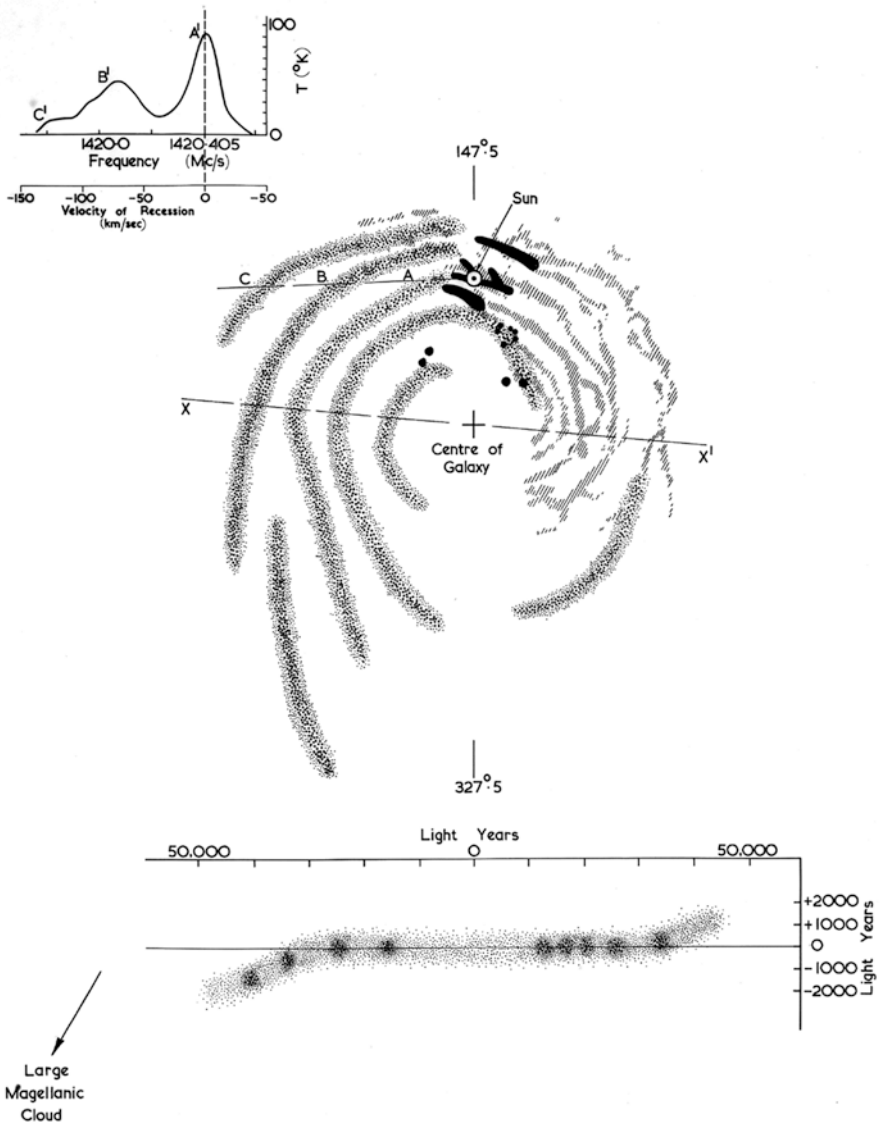 100
T (°K)
0
A'
B'
C'
1420·0 1420·405
Frequency (Mc/s)
-150 -100 -50 0 -50
Velocity of Recession
(km/sec)
147°·5
Sun
C B A
X
Centre of
Galaxy
X'
327°·5
Light Years
50.000 0 50.000
+2000
+1000
0
-1000
-2000
Light Years
Large
Magellanic
Cloud